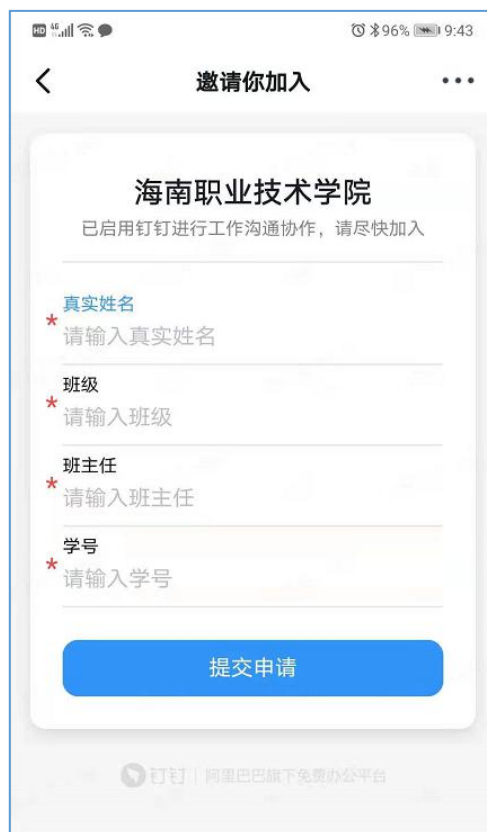 HD 4G 96% 9:43
邀请你加入
海南职业技术学院
已启用钉钉进行工作沟通协作，请尽快加入
真实姓名
* 请输入真实姓名
班级
* 请输入班级
班主任
* 请输入班主任
学号
* 请输入学号
提交申请
钉钉 | 阿里巴巴旗下免费办公平台